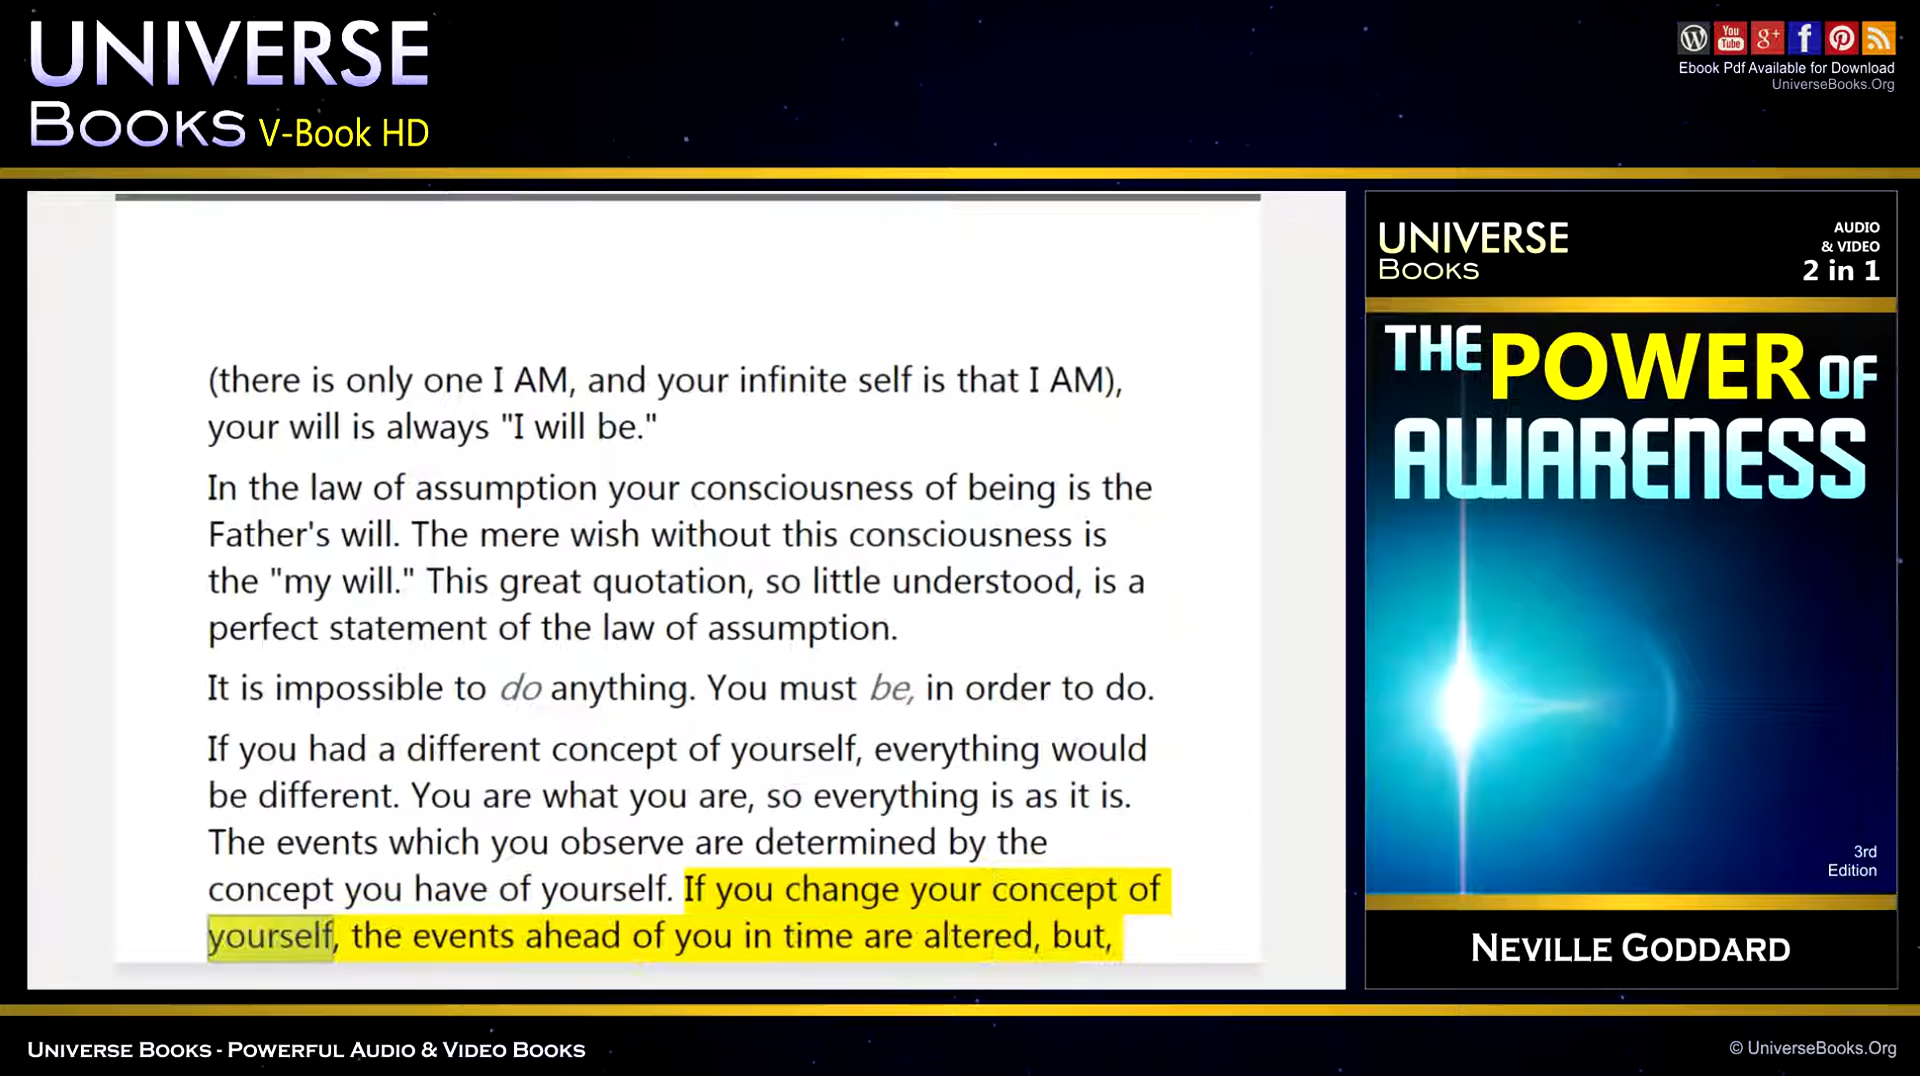 UNIVERSE
BOOKS V-Book HD
You
Tube
g+
f
Ebook Pdf Available for Download
UniverseBooks.Org
(there is only one I AM, and your infinite self is that I AM),
your will is always "I will be."
In the law of assumption your consciousness of being is the
Father's will. The mere wish without this consciousness is
the "my will." This great quotation, so little understood, is a
perfect statement of the law of assumption.
It is impossible to do anything. You must be, in order to do.
If you had a different concept of yourself, everything would
be different. You are what you are, so everything is as it is.
The events which you observe are determined by the
concept you have of yourself. If you change your concept of
yourself, the events ahead of you in time are altered, but,
UNIVERSE
BOOKS
AUDIO
& VIDEO
2 in 1
THE POWER OF
AWARENESS
3rd
Edition
NEVILLE GODDARD
UNIVERSE BOOKS - POWERFUL AUDIO & VIDEO BOOKS
© UniverseBooks.Org